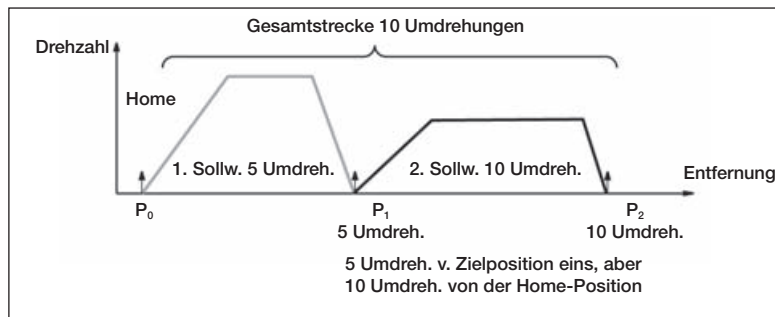 Gesamtstrecke 10 Umdrehungen
Drehzahl
Home
1. Sollw. 5 Umdreh.
2. Sollw. 10 Umdreh.
Entfernung
P₀
P₁
P₂
5 Umdreh.
10 Umdreh.
5 Umdreh. v. Zielposition eins, aber
10 Umdreh. von der Home-Position